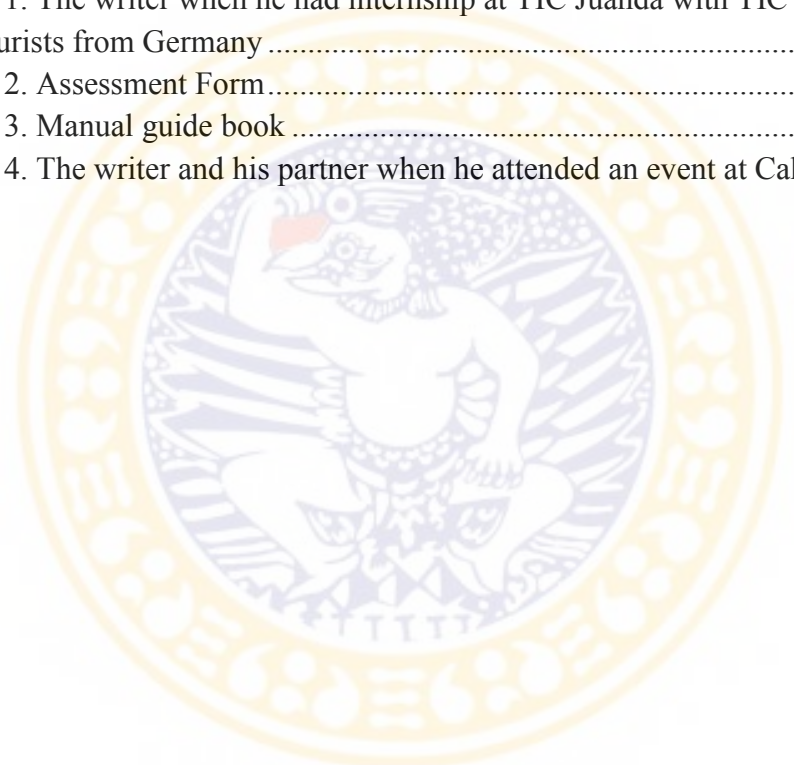 1. The writer when he had internship at TIC Juanda with TIC
urists from Germany ..................................................................
2. Assessment Form..................................................................
3. Manual guide book ...............................................................
4. The writer and his partner when he attended an event at Cal